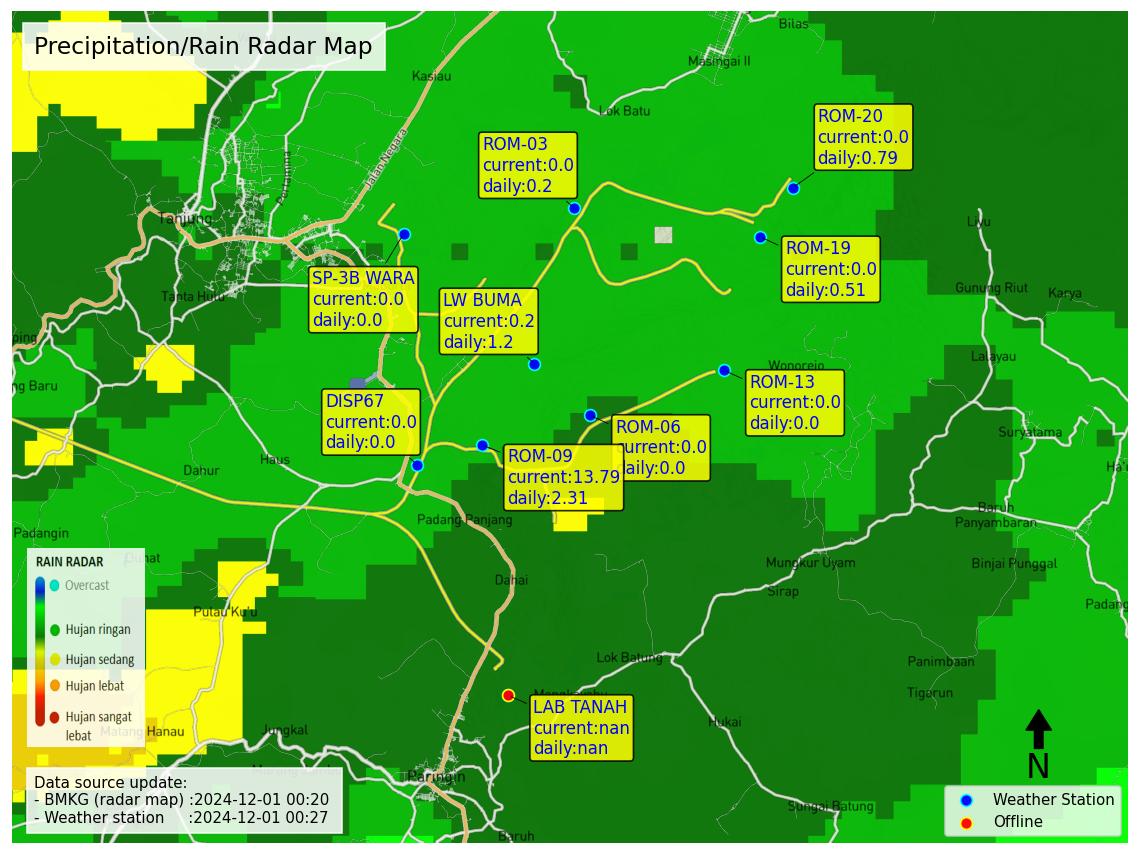 Precipitation/Rain Radar Map
Bilas
Masingai II
Kasiau
Lok Batu
Jalan Negara
Pertamina
Tanjung
ROM-03
current:0.0
daily:0.2
ROM-20
current:0.0
daily:0.79
ROM-19
current:0.0
daily:0.51
Liyu
Gunung Riut
Karya
Lalayau
SP-3B WARA
current:0.0
daily:0.0
Tanta Hulu
LW BUMA
current:0.2
daily:1.2
ping
ng Baru
Wonorejo
ROM-13
current:0.0
daily:0.0
DISP67
current:0.0
daily:0.0
ROM-06
current:0.0
daily:0.0
ROM-09
current:13.79
daily:2.31
Suryatama
Dahur
Haus
Padang Panjang
Padangin
Baruh
Panyambaran
Mungkur Uyam
Binjai Punggal
Sirap
Padang
Dahai
Pulau Ku'u
RAIN RADAR
Overcast
Hujan ringan
Hujan sedang
Hujan lebat
Hujan sangat
lebat
Matang Hanau
Jungkal
Lok Batung
Panimbaan
Tigarun
Hukai
LAB TANAH
current:nan
daily:nan
Paringin
Baruh
Sungai Batung
N
Data source update:
- BMKG (radar map) :2024-12-01 00:20
- Weather station :2024-12-01 00:27
Weather Station
Offline